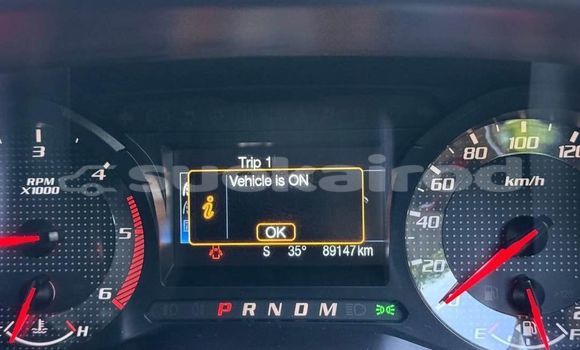 3
4
5
6
RPM
X1000
C
H
Trip 1
Vehicle is ON
i
OK
S 35° 89147 km
P R N D M
20
40
60
80
100
120
km/h
E
F